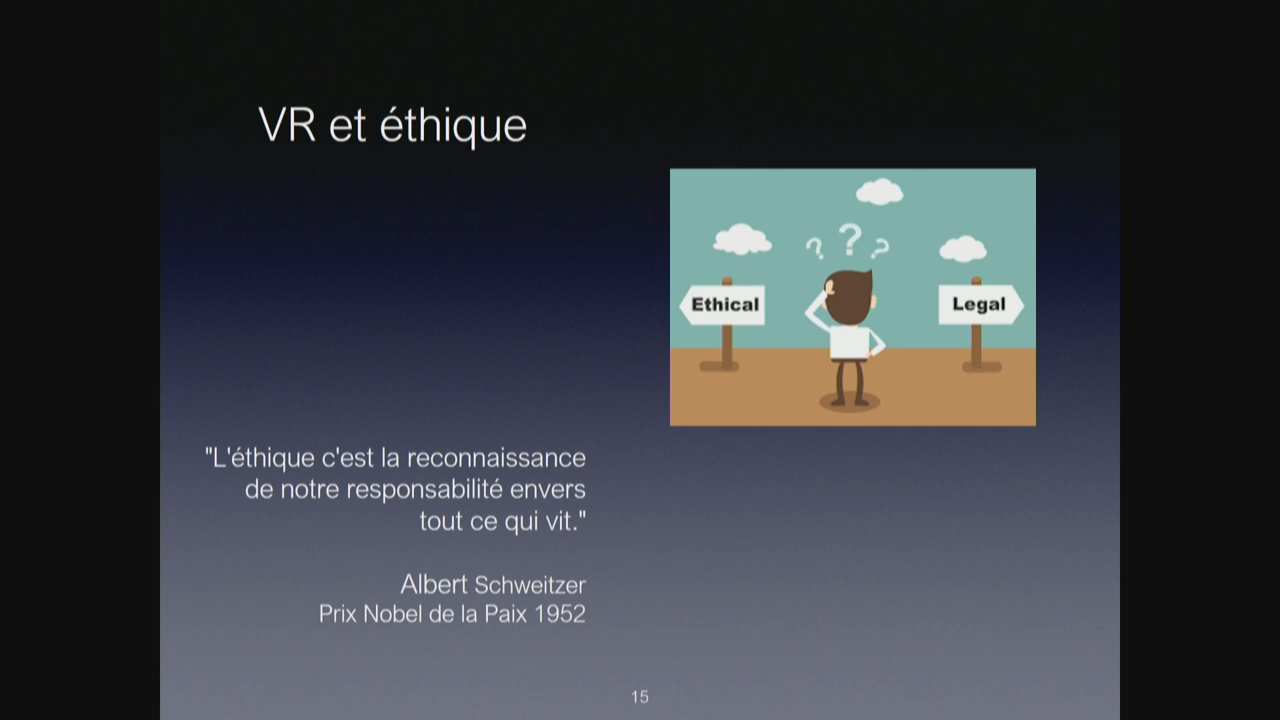 VR et éthique
? ? ?
Ethical
Legal
"L'éthique c'est la reconnaissance
de notre responsabilité envers
tout ce qui vit."
Albert Schweitzer
Prix Nobel de la Paix 1952
15